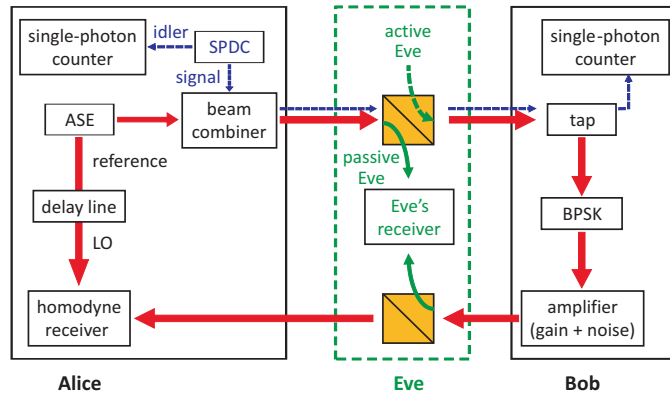 single-photon
counter
idler
SPDC
signal
ASE
beam
combiner
reference
delay line
LO
homodyne
receiver
Alice
active
Eve
passive
Eve
Eve's
receiver
Eve
single-photon
counter
tap
BPSK
amplifier
(gain + noise)
Bob